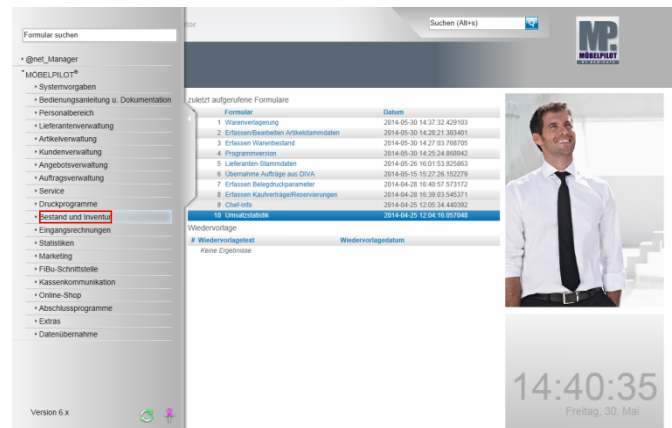 Formular suchen
@net_Manager
MÖBELPILOT®
Systemvorgaben
Bedienungsanleitung u. Dokumentation
Personalbereich
Lieferantenverwaltung
Artikelverwaltung
Kundenverwaltung
Angebotsverwaltung
Auftragsverwaltung
Service
Druckprogramme
Bestand und Inventur
Eingangsrechnungen
Statistiken
Marketing
FiBu-Schnittstelle
Kassenkommunikation
Online-Shop
Abschlussprogramme
Extras
Datenübernahme
Version 6.x
Suchen (Alt+s)
MP
MÖBELPILOT
zuletzt aufgerufene Formulare
Formular Datum
1 Warenverlagerung 2014-05-30 14:37:32.429103
2 Erfassen/Bearbeiten Artikelstammdaten 2014-05-30 14:28:21.303401
3 Erfassen Warenbestand 2014-05-30 14:27:03.768705
4 Programmversion 2014-05-30 14:25:24.868942
5 Lieferanten-Stammdaten 2014-05-26 16:01:53.925863
6 Übernahme Aufträge aus DIVA 2014-05-15 15:27:26.152279
7 Erfassen Belegdruckparameter 2014-04-28 16:49:57.573172
8 Erfassen Kaufverträge/Reservierungen 2014-04-28 16:39:03.545371
9 Chef-Info 2014-04-25 12:05:34.440392
10 Umsatzstatistik 2014-04-25 12:04:16.057048
Wiedervorlage
# Wiedervorlagetext Wiedervorlagedatum
Keine Ergebnisse
14:40:35
Freitag, 30. Mai